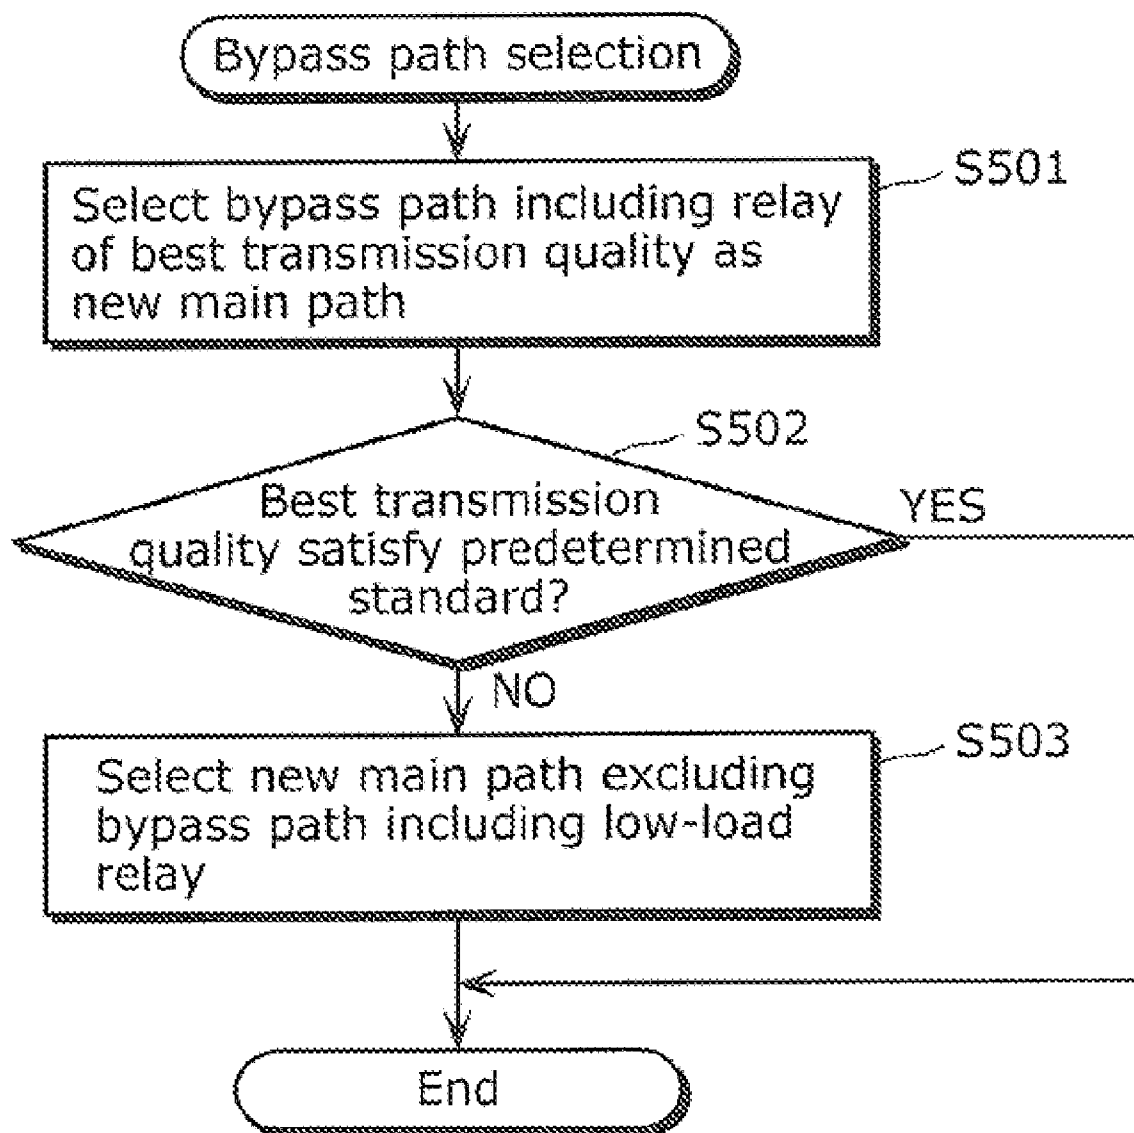 Bypass path selection
S501
Select bypass path including relay
of best transmission quality as
new main path
S502
Best transmission
quality satisfy predetermined
standard?
YES
NO
S503
Select new main path excluding
bypass path including low-load
relay
End